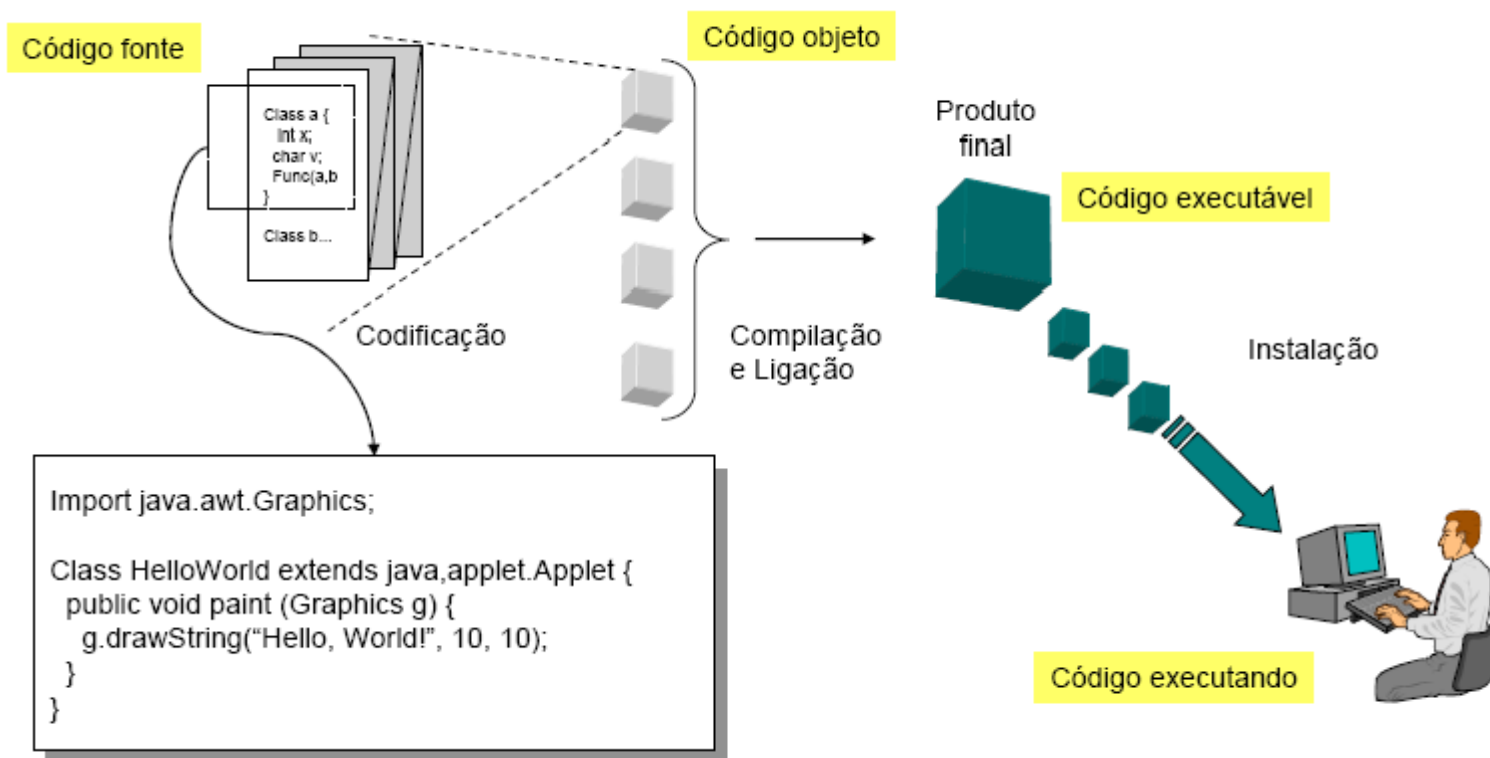 Código fonte
Class a {
Int x;
char v;
Func(a,b
}
Class b...
Código objeto
Produto
final
Código executável
Codificação
Compilação
e Ligação
Instalação
Import java.awt.Graphics;
Class HelloWorld extends java,applet.Applet {
public void paint (Graphics g) {
g.drawString(“Hello, World!”, 10, 10);
}
}
Código executando